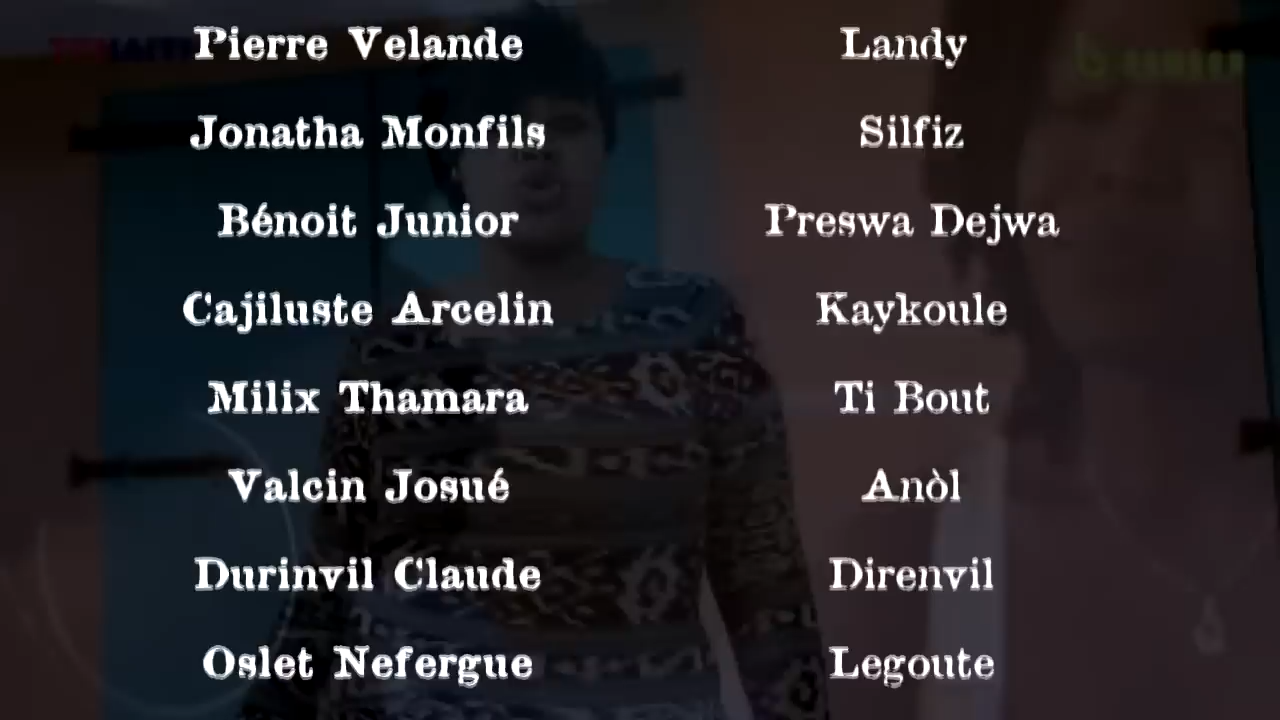 Pierre Velande Landy
Jonatha Monfils Silfiz
Bénoit Junior Preswa Dejwa
Cajiluste Arcelin Kaykoule
Milix Thamara Ti Bout
Valcin Josué Anòl
Durinvil Claude Direnvil
Oslet Nefergue Legoute